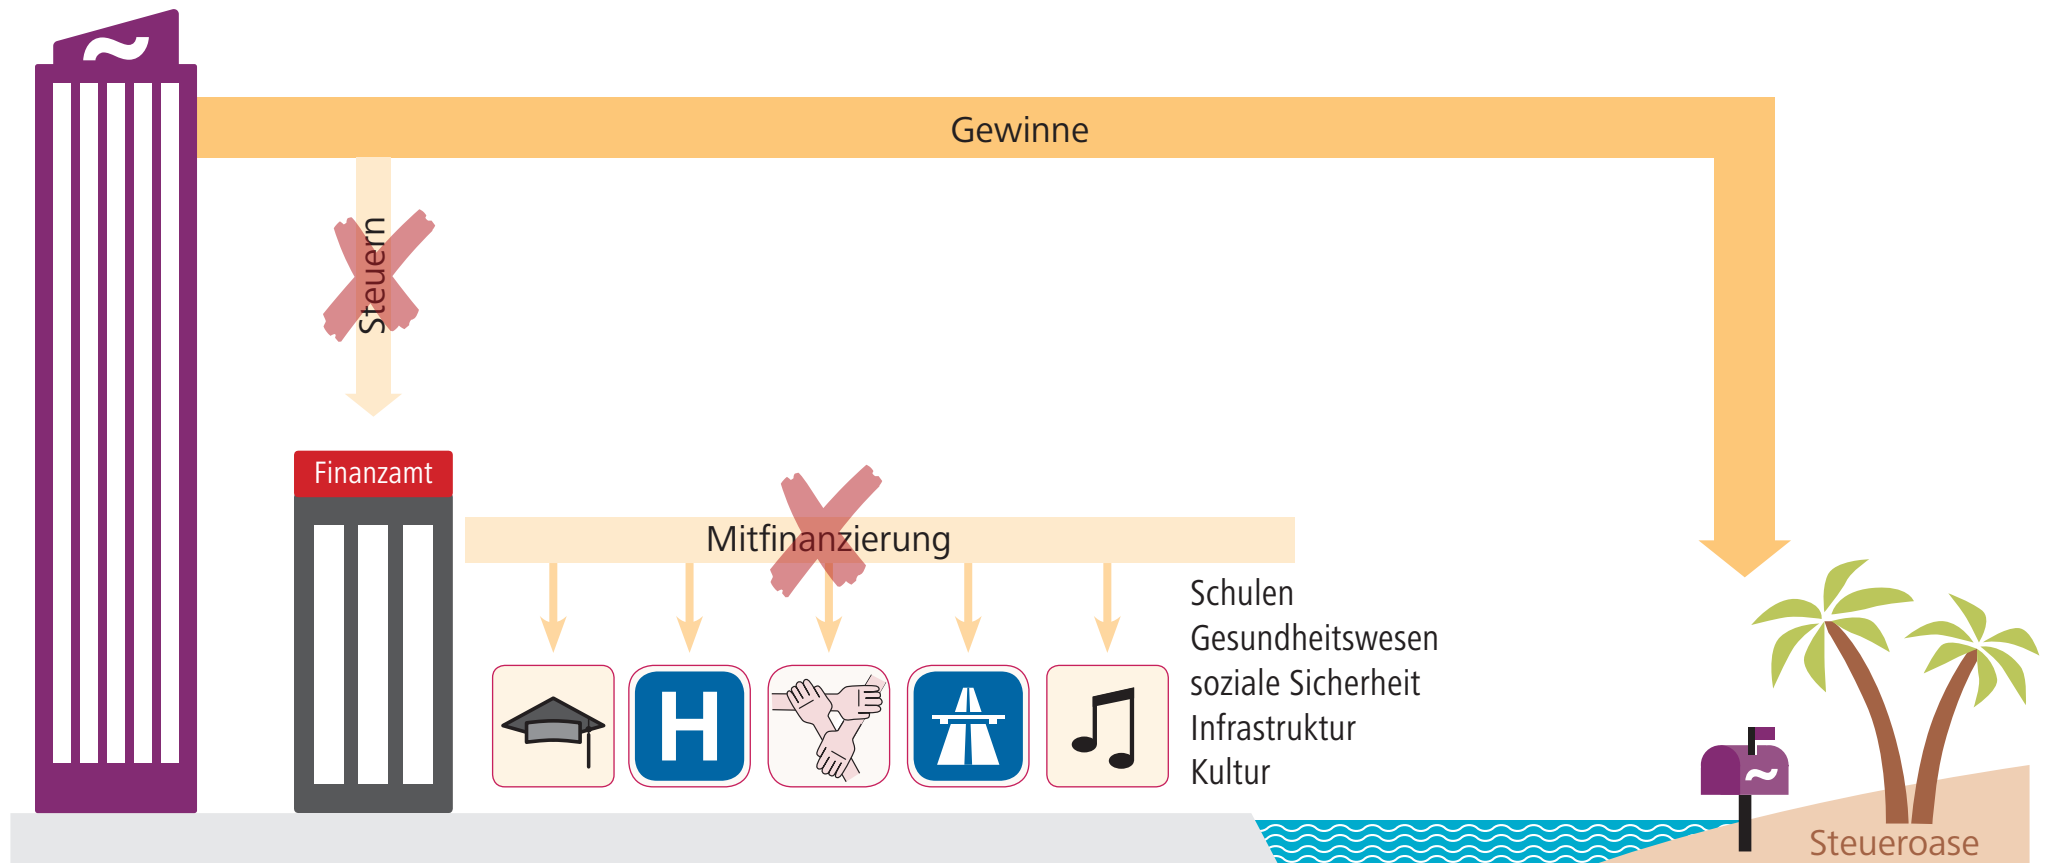 Gewinne
Steuern
Finanzamt
Mitfinanzierung
Schulen
Gesundheitswesen
soziale Sicherheit
Infrastruktur
Kultur
H
Steueroase